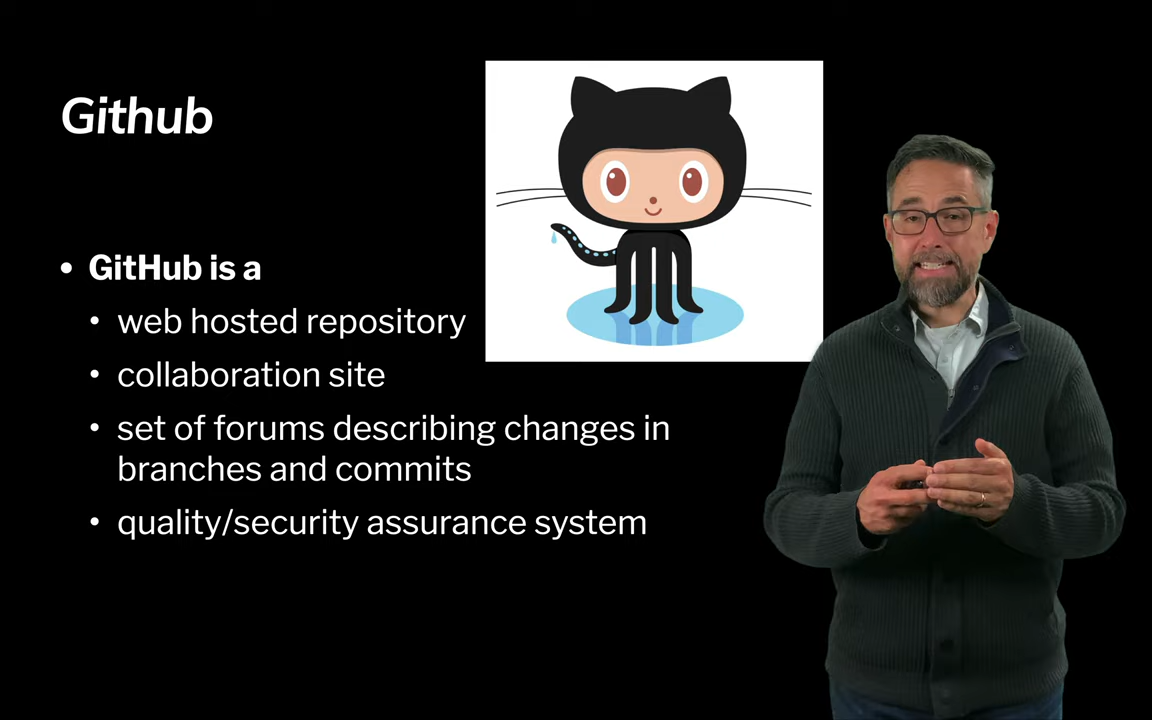 Github
• GitHub is a
• web hosted repository
• collaboration site
• set of forums describing changes in
branches and commits
• quality/security assurance system